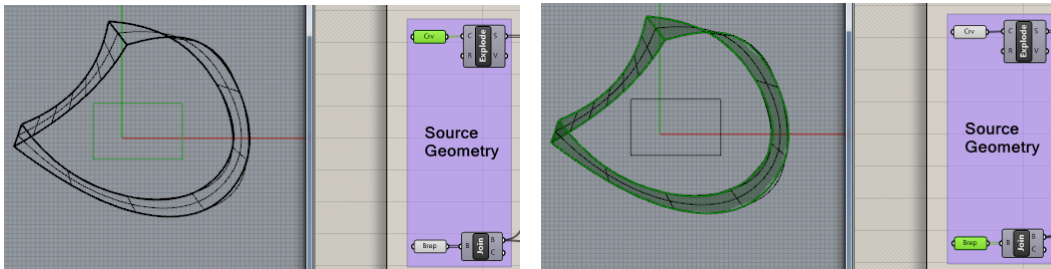 Crv
C
R
Explode
S
V
Source
Geometry
Brep
B
Join
B
C
Crv
C
R
Explode
S
V
Source
Geometry
Brep
B
Join
B
C